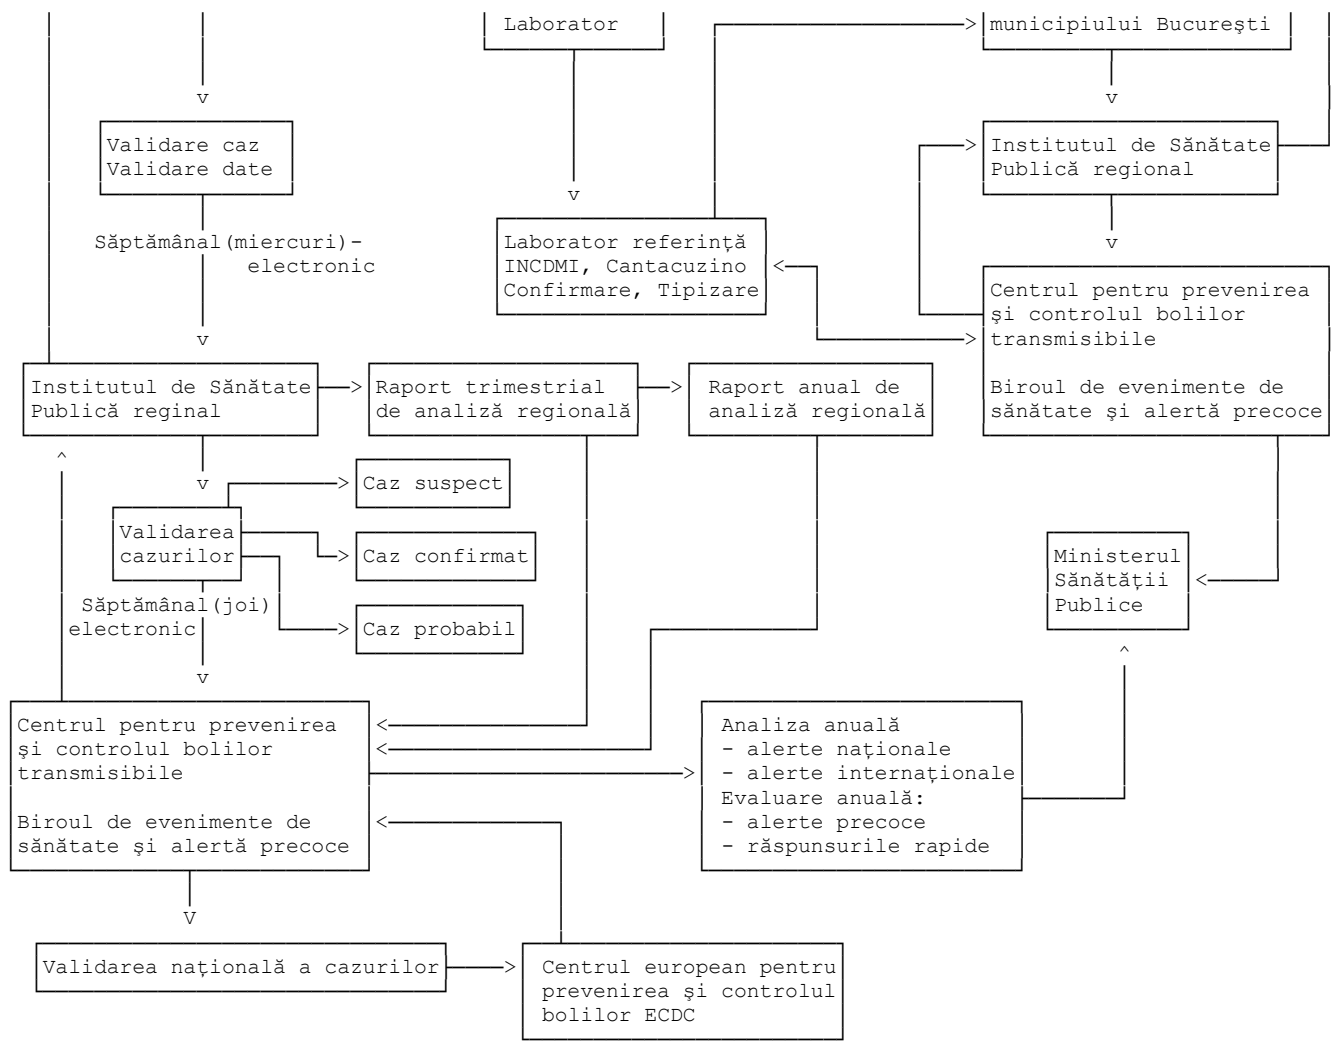 Laborator
municipiului Bucureşti
Validare caz
Validare date
Institutul de Sănătate
Publică regional
Săptămânal(miercuri)-
electronic
Laborator referinţă
INCDMI, Cantacuzino
Confirmare, Tipizare
Centrul pentru prevenirea
şi controlul bolilor
transmisibile
Biroul de evenimente de
sănătate şi alertă precoce
Institutul de Sănătate
Publică reginal
Raport trimestrial
de analiză regională
Raport anual de
analiză regională
Caz suspect
Validarea
cazurilor
Caz confirmat
Ministerul
Sănătăţii
Publice
Săptămânal(joi)
electronic
Caz probabil
Centrul pentru prevenirea
şi controlul bolilor
transmisibile
Biroul de evenimente de
sănătate şi alertă precoce
Analiza anuală
- alerte naţionale
- alerte internaţionale
Evaluare anuală:
- alerte precoce
- răspunsurile rapide
Validarea naţională a cazurilor
Centrul european pentru
prevenirea şi controlul
bolilor ECDC